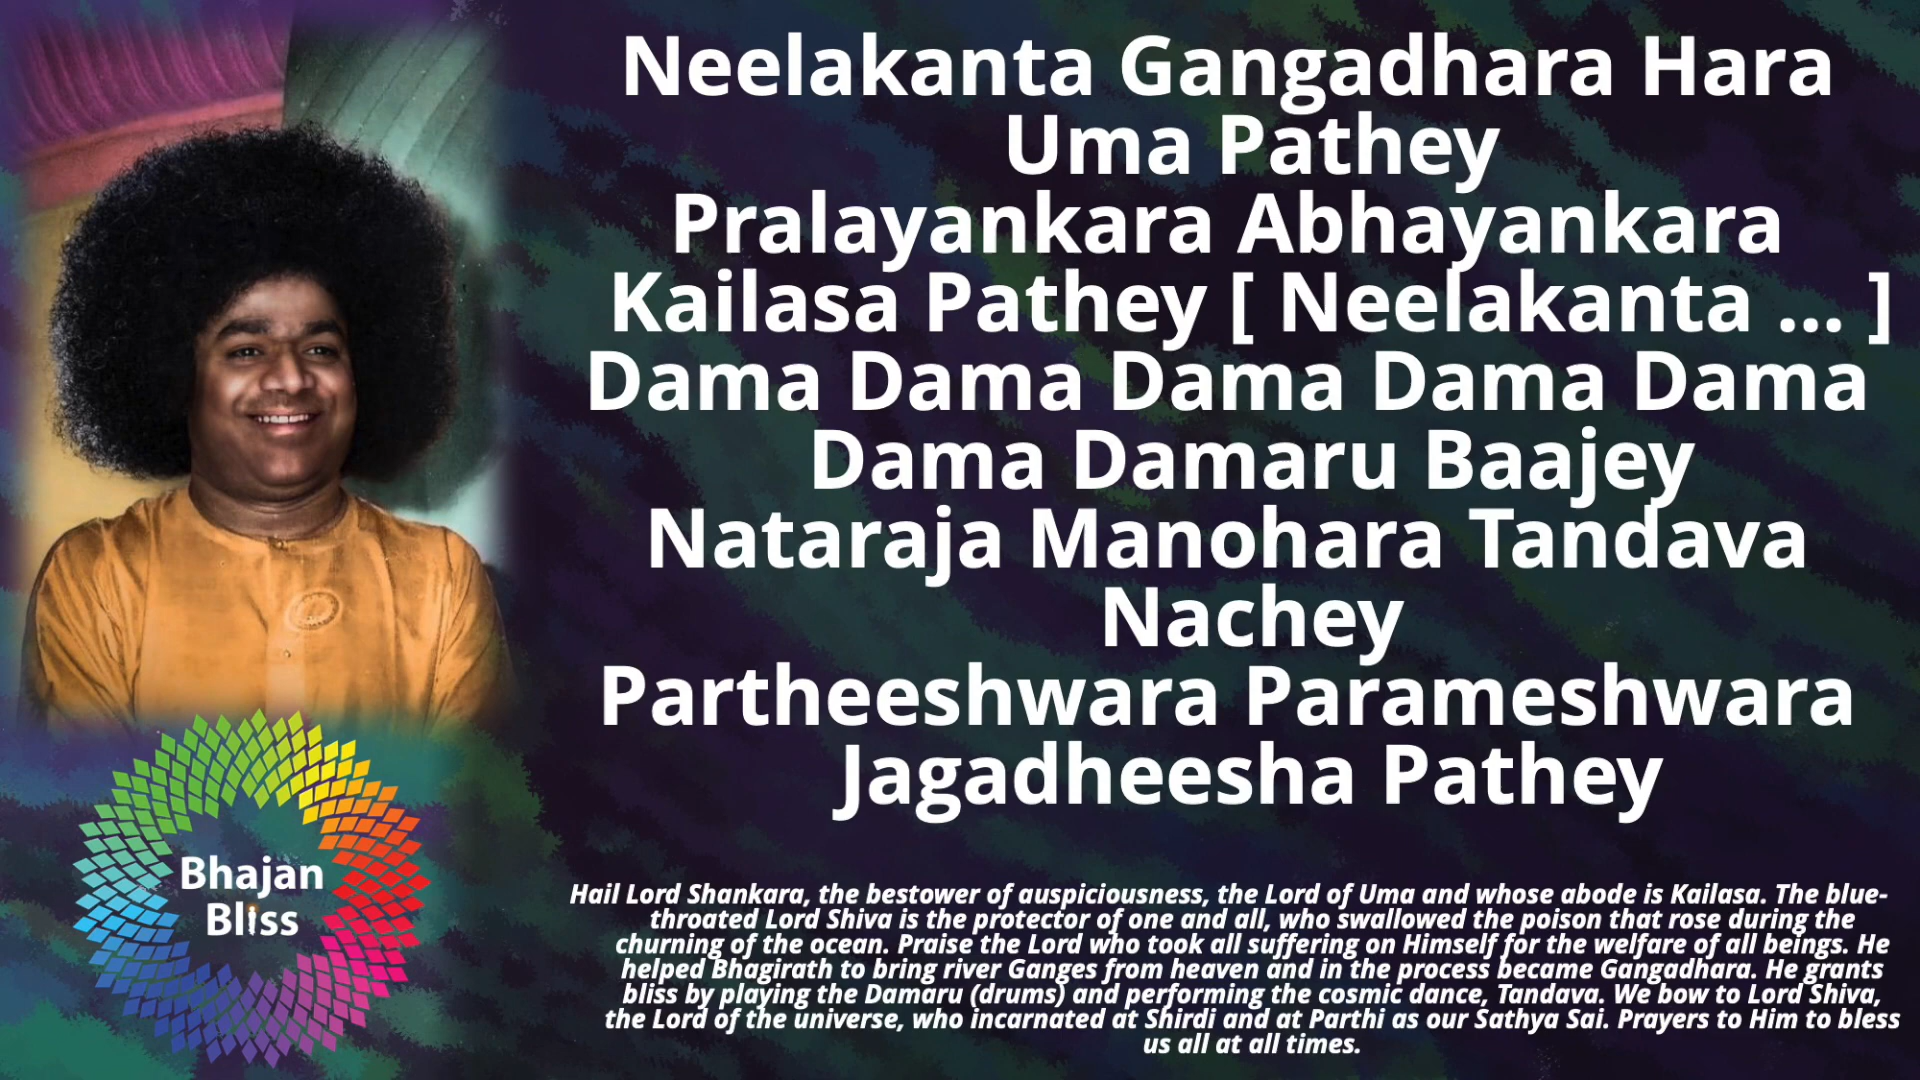 Neelakanta Gangadhara Hara
Uma Pathey
Pralayankara Abhayankara
Kailasa Pathey [ Neelakanta ... ]
Dama Dama Dama Dama Dama
Dama Damaru Baajey
Nataraja Manohara Tandava
Nachey
Partheeshwara Parameshwara
Jagadheesha Pathey
Hail Lord Shankara, the bestower of auspiciousness, the Lord of Uma and whose abode is Kailasa. The blue-
throated Lord Shiva is the protector of one and all, who swallowed the poison that rose during the
churning of the ocean. Praise the Lord who took all suffering on Himself for the welfare of all beings. He
helped Bhagirath to bring river Ganges from heaven and in the process became Gangadhara. He grants
bliss by playing the Damaru (drums) and performing the cosmic dance, Tandava. We bow to Lord Shiva,
the Lord of the universe, who incarnated at Shirdi and at Parthi as our Sathya Sai. Prayers to Him to bless
us all at all times.
Bhajan
Bliss